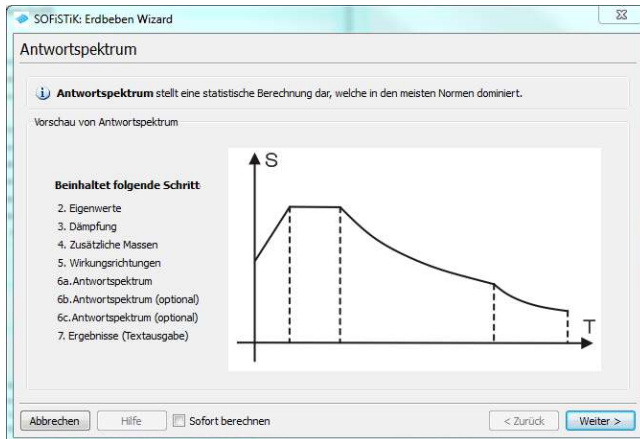 SOFiSTiK: Erdbeben Wizard
Antwortspektrum
Antwortspektrum stellt eine statistische Berechnung dar, welche in den meisten Normen dominiert.
Vorschau von Antwortspektrum
Beinhaltet folgende Schritt
2. Eigenwerte
3. Dämpfung
4. Zusätzliche Massen
5. Wirkungsrichtungen
6a.Antwortspektrum
6b.Antwortspektrum (optional)
6c.Antwortspektrum (optional)
7. Ergebnisse (Textausgabe)
S
T
Abbrechen Hilfe Sofort berechnen < Zurück Weiter >